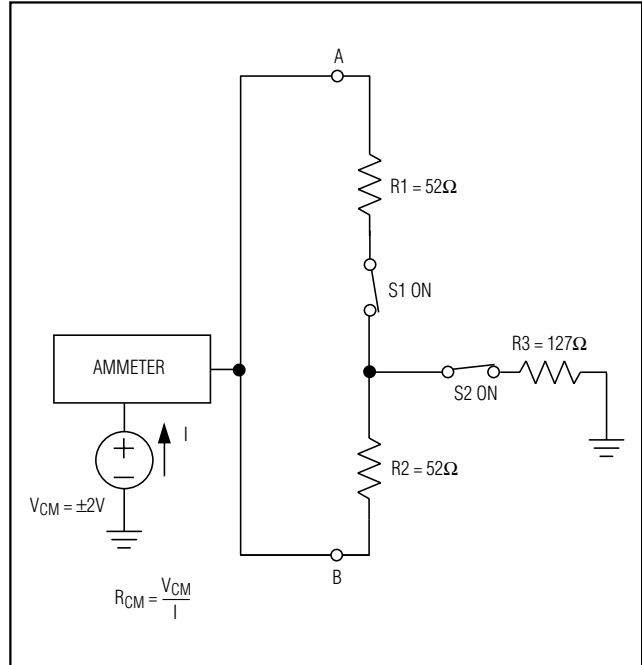 A
R1 = 52Ω
S1 ON
R3 = 127Ω
AMMETER
S2 ON
I
+
−
R2 = 52Ω
VCM = ±2V
B
RCM = VCM
I